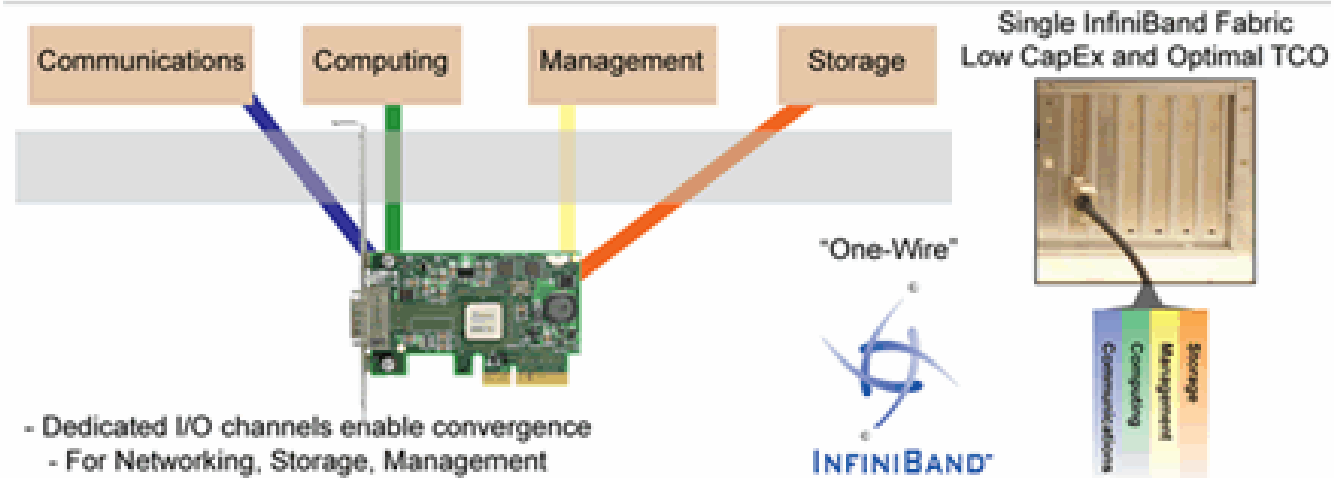 Communications
Computing
Management
Storage
Single InfiniBand Fabric
Low CapEx and Optimal TCO
"One-Wire"
- Dedicated I/O channels enable convergence
- For Networking, Storage, Management
INFINIBAND™
Communications
Computing
Management
Storage